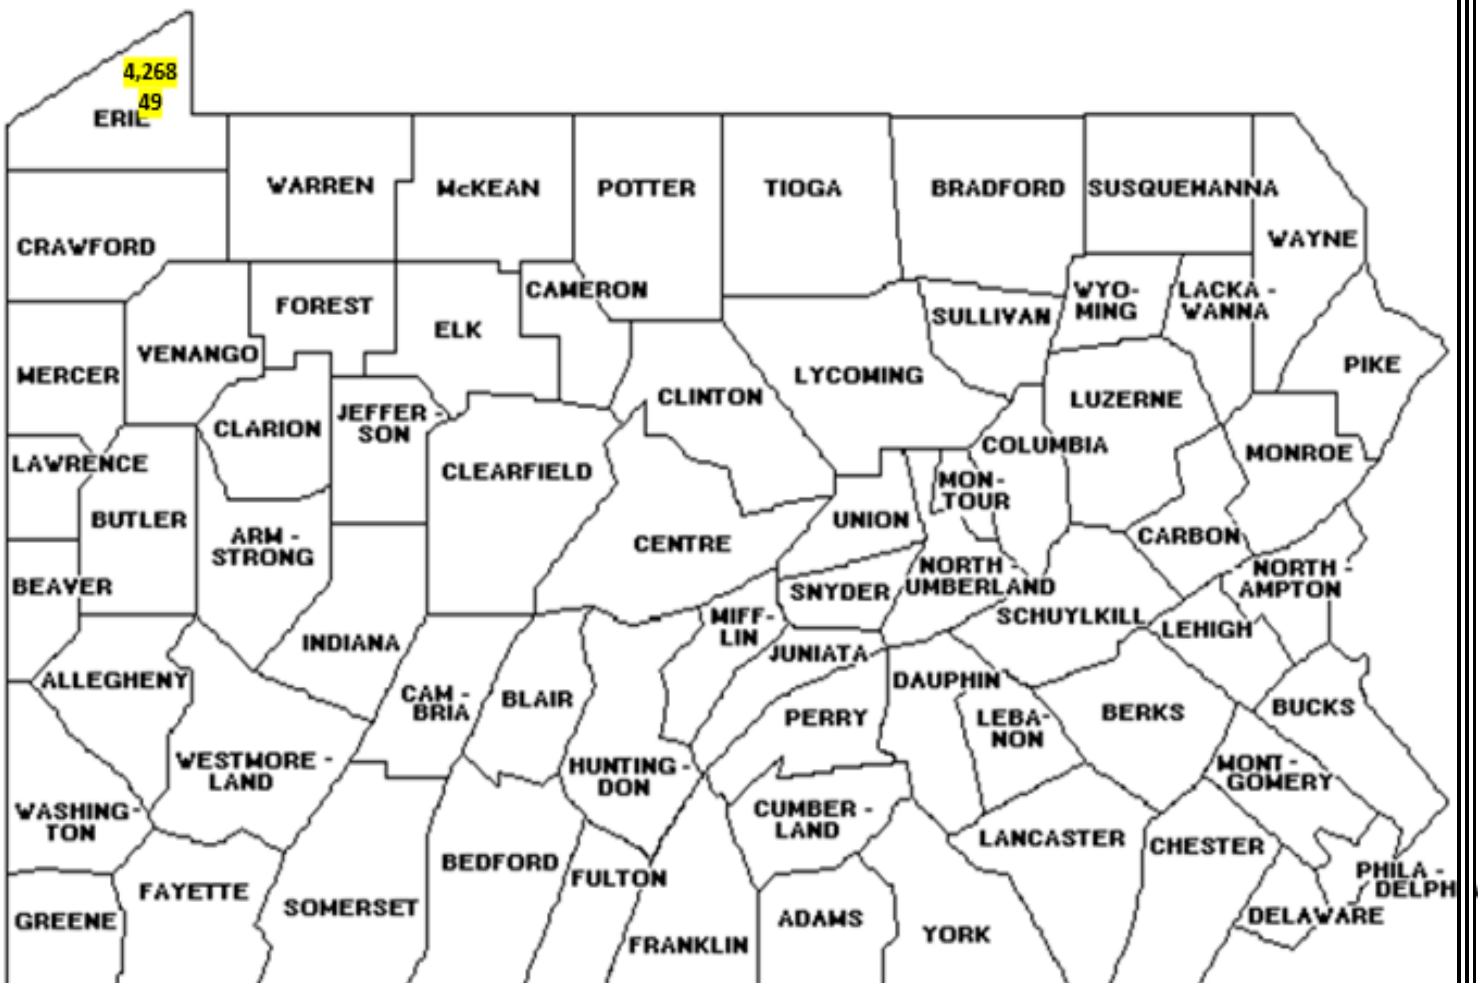 4,268
49
ERIE
WARREN
McKEAN
POTTER
TIOGA
BRADFORD
SUSQUEHANNA
WAYNE
CRAWFORD
FOREST
CAMERON
ELK
SULLIVAN
WYO-
MING
LACKA-
WANNA
VENANGO
MERCER
PIKE
LYCOMING
CLINTON
LUZERNE
CLARION
JEFFER-
SON
COLUMBIA
MONROE
LAWRENCE
CLEARFIELD
MON-
TOUR
BUTLER
UNION
ARM-
STRONG
CENTRE
CARBON
BEAVER
SNYDER
NORTH-
UMBERLAND
NORTH-
AMPTON
SCHUYLKILL
LEHIGH
INDIANA
MIFF-
LIN
JUNIATA
ALLEGHENY
CAM-
BRIA
BLAIR
DAUPHIN
PERRY
LEBA-
NON
BERKS
BUCKS
WESTMORE-
LAND
HUNTING-
DON
MONT-
GOMERY
WASHING-
TON
CUMBER-
LAND
LANCASTER
CHESTER
BEDFORD
FULTON
PHILA-
DELPH
FAYETTE
SOMERSET
GREENE
ADAMS
DELAWARE
YORK
FRANKLIN